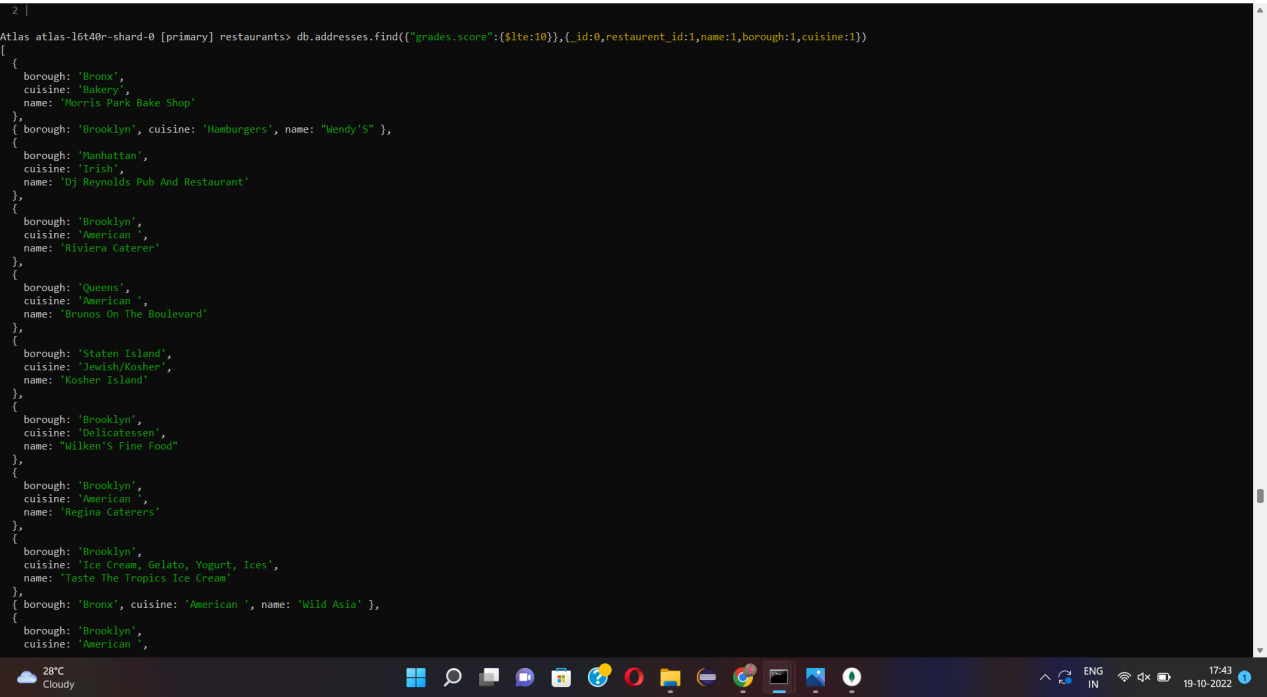 2 |
Atlas atlas-l6t40r-shard-0 [primary] restaurants> db.addresses.find({"grades.score":{$lte:10}},{_id:0,restaurent_id:1,name:1,borough:1,cuisine:1})
[
{
borough: 'Bronx',
cuisine: 'Bakery',
name: 'Morris Park Bake Shop'
},
{ borough: 'Brooklyn', cuisine: 'Hamburgers', name: "Wendy'S" },
{
borough: 'Manhattan',
cuisine: 'Irish',
name: 'Dj Reynolds Pub And Restaurant'
},
{
borough: 'Brooklyn',
cuisine: 'American ',
name: 'Riviera Caterer'
},
{
borough: 'Queens',
cuisine: 'American ',
name: 'Brunos On The Boulevard'
},
{
borough: 'Staten Island',
cuisine: 'Jewish/Kosher',
name: 'Kosher Island'
},
{
borough: 'Brooklyn',
cuisine: 'Delicatessen',
name: "Wilken'S Fine Food"
},
{
borough: 'Brooklyn',
cuisine: 'American ',
name: 'Regina Caterers'
},
{
borough: 'Brooklyn',
cuisine: 'Ice Cream, Gelato, Yogurt, Ices',
name: 'Taste The Tropics Ice Cream'
},
{ borough: 'Bronx', cuisine: 'American ', name: 'Wild Asia' },
{
borough: 'Brooklyn',
cuisine: 'American ',
28°C
Cloudy
ENG
IN
17:43
19-10-2022
1